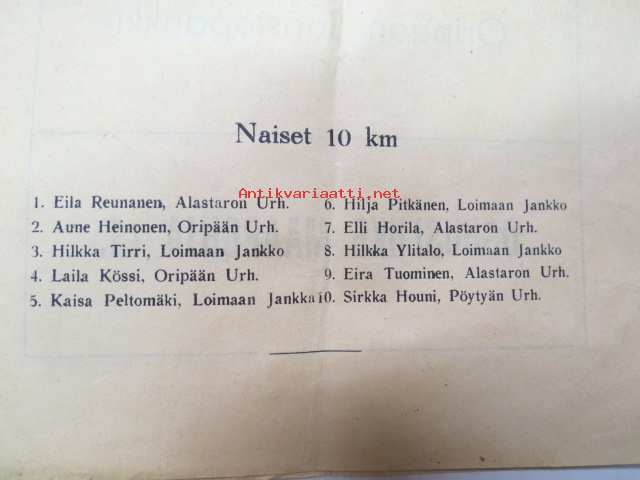 Naiset 10 km
Antikvariaatti.net
1. Eila Reunanen, Alastaron Urh.
2. Aune Heinonen, Oripään Urh.
3. Hilkka Tirri, Loimaan Jankko
4. Laila Kössi, Oripään Urh.
5. Kaisa Peltomäki, Loimaan Jankka
6. Hilja Pitkänen, Loimaan Jankko
7. Elli Horila, Alastaron Urh.
8. Hilkka Ylitalo, Loimaan Jankko
9. Eira Tuominen, Alastaron Urh.
10. Sirkka Houni, Pöytyän Urh.